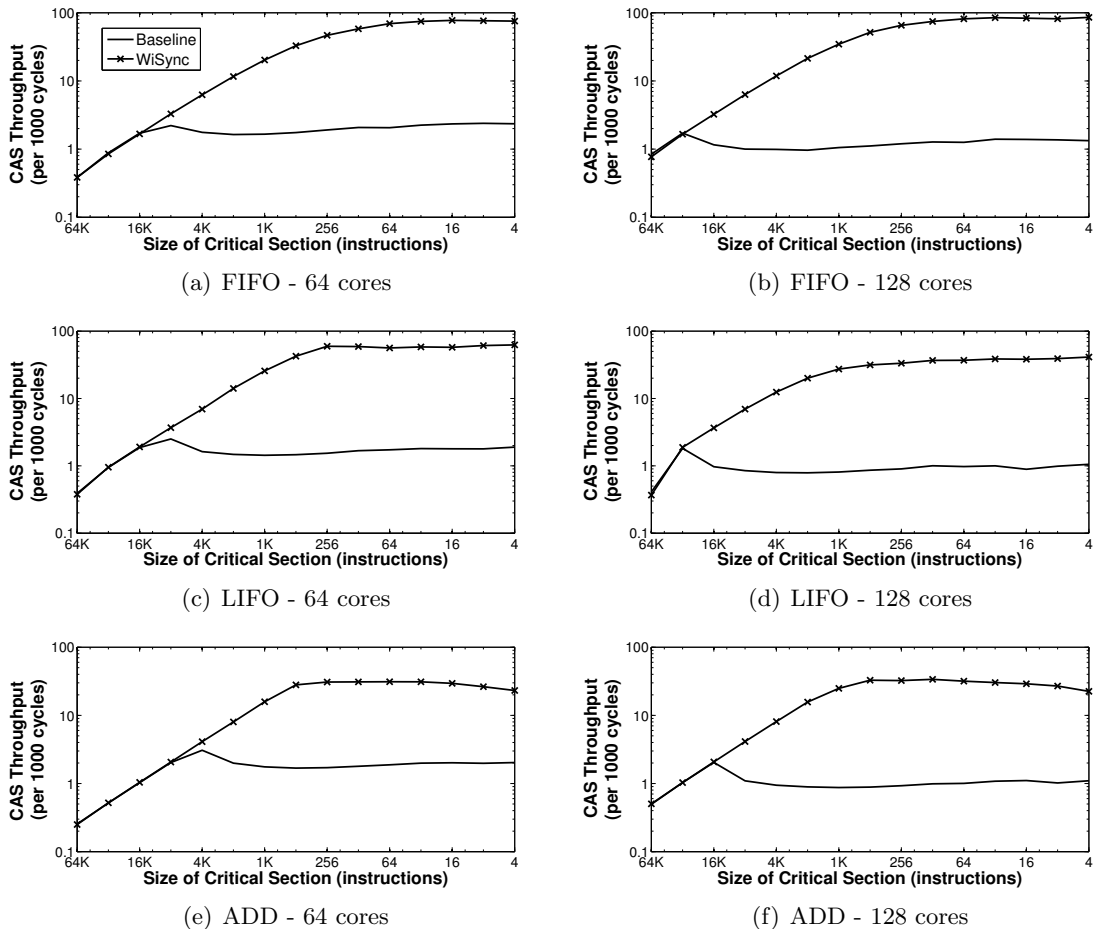 CAS Throughput
(per 1000 cycles)
100
10
1
0.1
Baseline
WiSync
64K 16K 4K 1K 256 64 16 4
Size of Critical Section (instructions)
(a) FIFO - 64 cores
CAS Throughput
(per 1000 cycles)
100
10
1
0.1
64K 16K 4K 1K 256 64 16 4
Size of Critical Section (instructions)
(b) FIFO - 128 cores
CAS Throughput
(per 1000 cycles)
100
10
1
0.1
64K 16K 4K 1K 256 64 16 4
Size of Critical Section (instructions)
(c) LIFO - 64 cores
CAS Throughput
(per 1000 cycles)
100
10
1
0.1
64K 16K 4K 1K 256 64 16 4
Size of Critical Section (instructions)
(d) LIFO - 128 cores
CAS Throughput
(per 1000 cycles)
100
10
1
0.1
64K 16K 4K 1K 256 64 16 4
Size of Critical Section (instructions)
(e) ADD - 64 cores
CAS Throughput
(per 1000 cycles)
100
10
1
0.1
64K 16K 4K 1K 256 64 16 4
Size of Critical Section (instructions)
(f) ADD - 128 cores